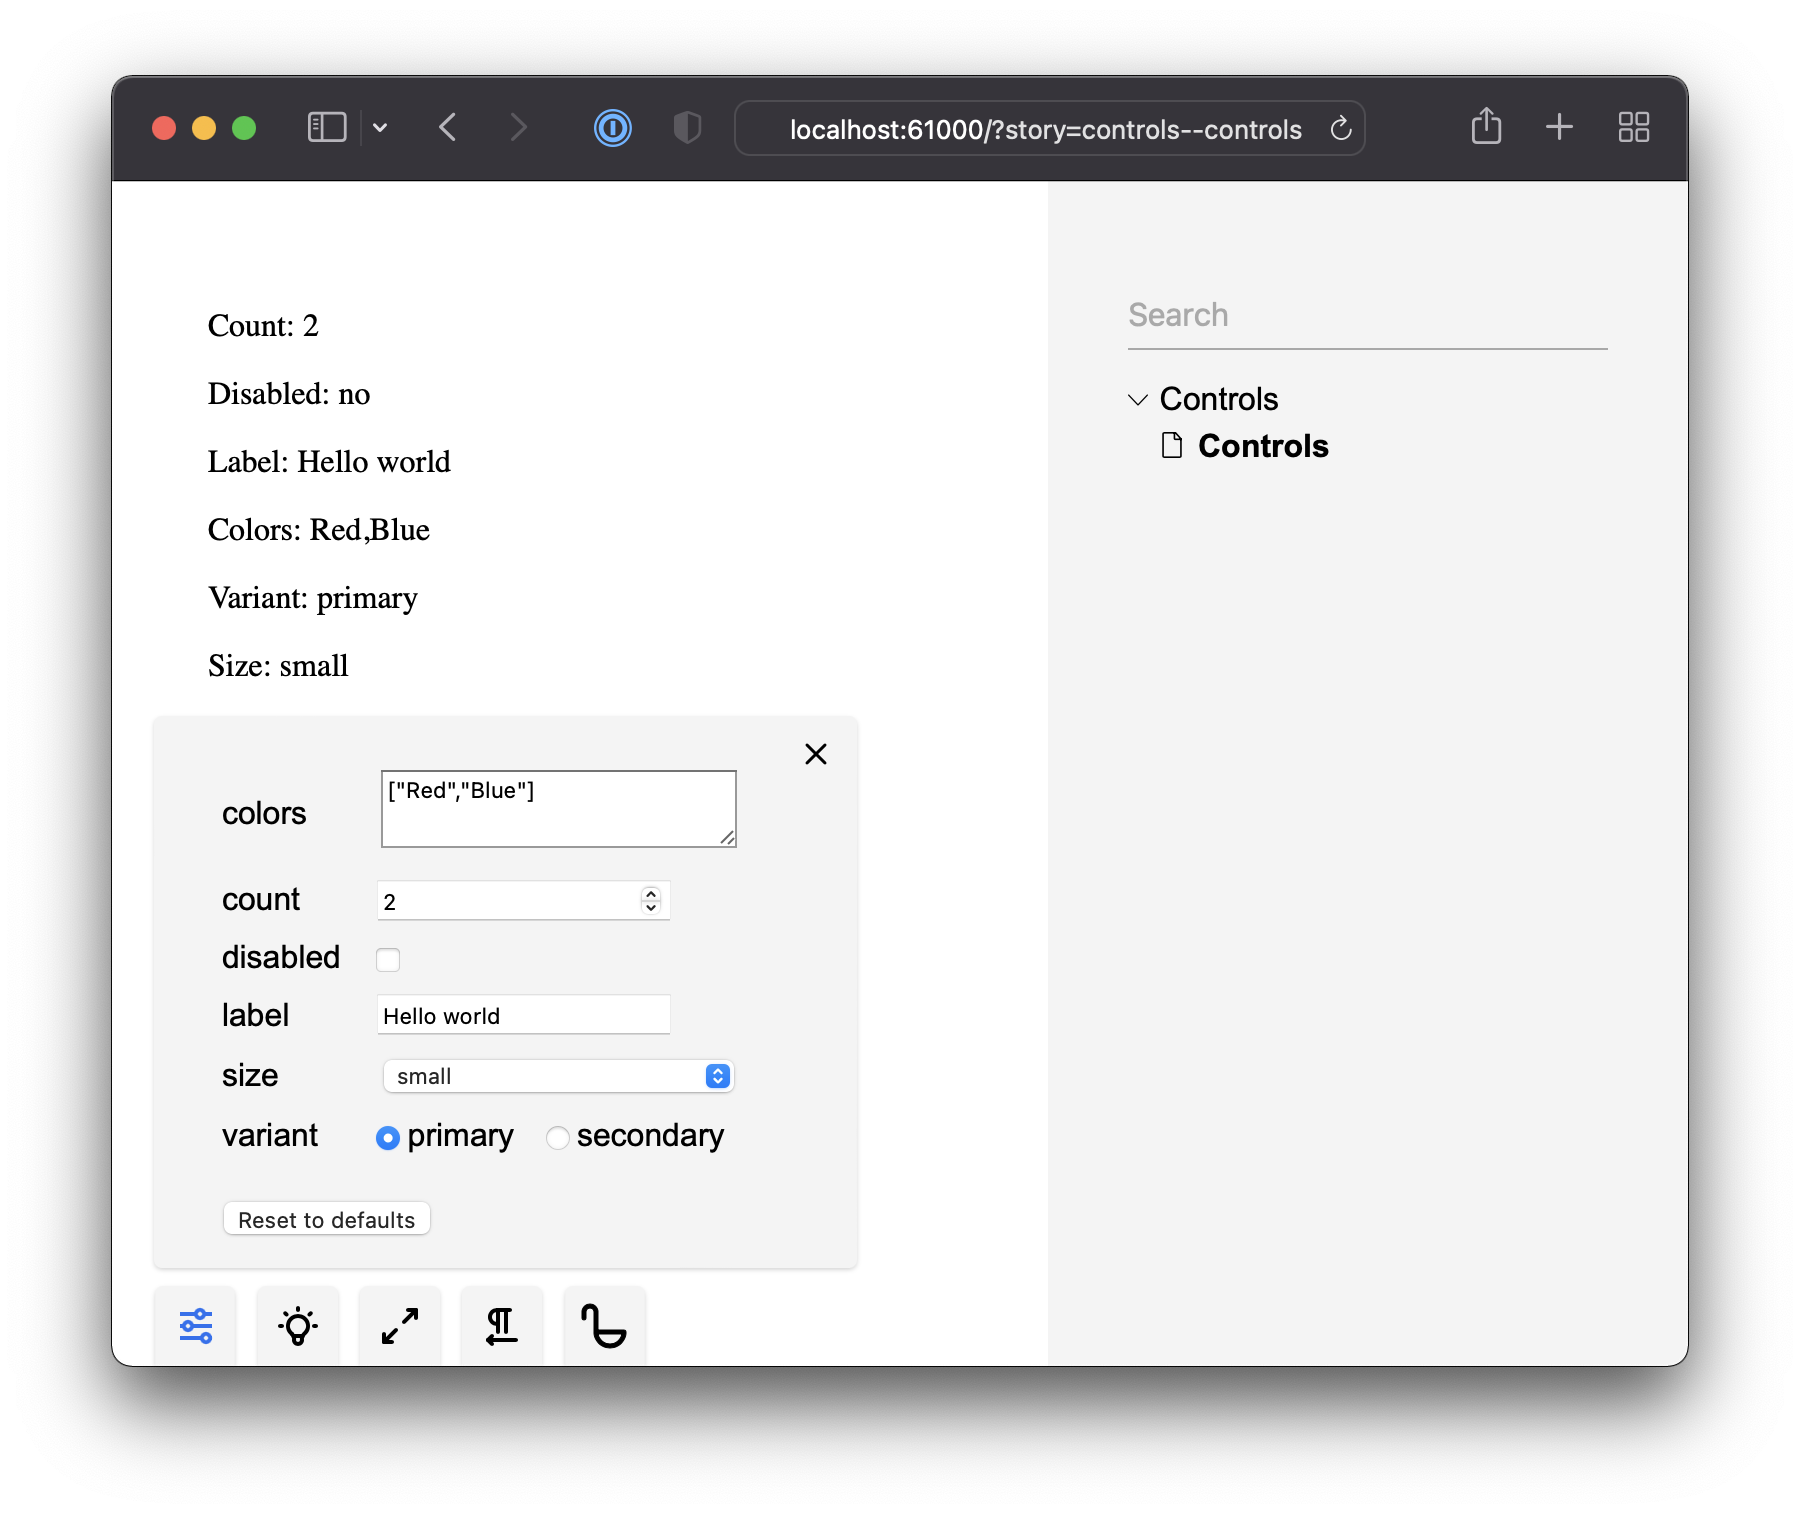 localhost:61000/?story=controls--controls
Count: 2
Disabled: no
Label: Hello world
Colors: Red,Blue
Variant: primary
Size: small
colors ["Red","Blue"]
count 2
disabled
label Hello world
size small
variant primary secondary
Reset to defaults
Search
Controls
Controls